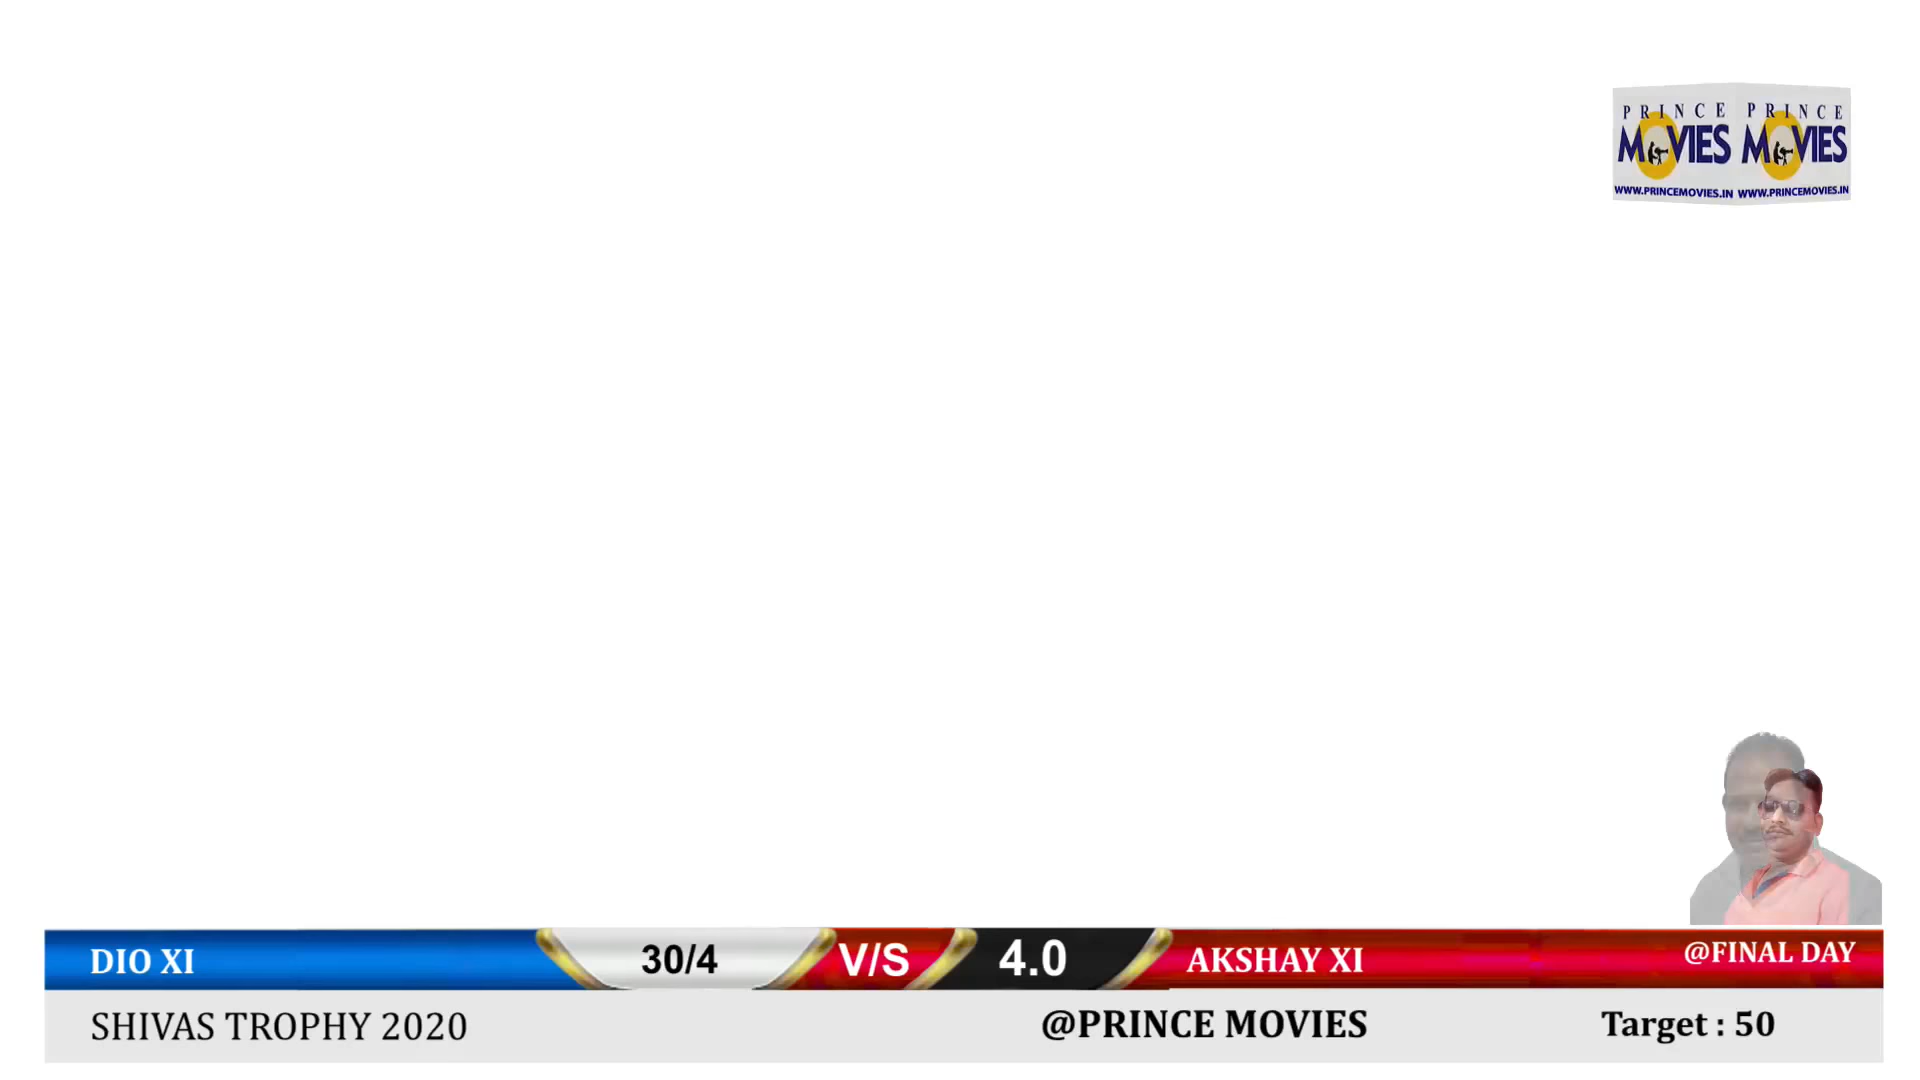 PRINCE PRINCE
MOVIES MOVIES
WWW.PRINCEMOVIES.IN WWW.PRINCEMOVIES.IN
DIO XI 30/4 V/S 4.0 AKSHAY XI @FINAL DAY
SHIVAS TROPHY 2020 @PRINCE MOVIES Target : 50